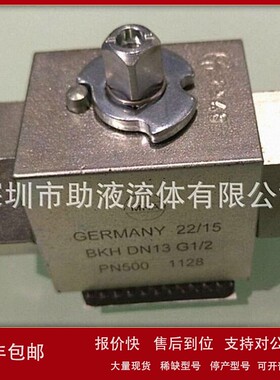 圳市助液流体有限公
GERMANY 22/15
BKH DN13 G1/2
PN500 1128
包邮
报价快 售后到位 支持对公
大量现货 稀缺型号 停产型号 可开